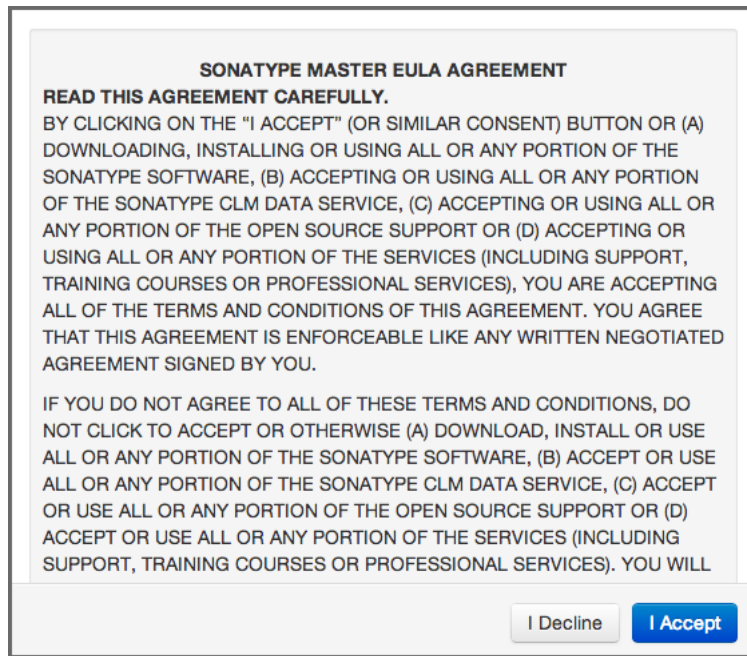 SONATYPE MASTER EULA AGREEMENT
READ THIS AGREEMENT CAREFULLY.
BY CLICKING ON THE “I ACCEPT” (OR SIMILAR CONSENT) BUTTON OR (A)
DOWNLOADING, INSTALLING OR USING ALL OR ANY PORTION OF THE
SONATYPE SOFTWARE, (B) ACCEPTING OR USING ALL OR ANY PORTION
OF THE SONATYPE CLM DATA SERVICE, (C) ACCEPTING OR USING ALL OR
ANY PORTION OF THE OPEN SOURCE SUPPORT OR (D) ACCEPTING OR
USING ALL OR ANY PORTION OF THE SERVICES (INCLUDING SUPPORT,
TRAINING COURSES OR PROFESSIONAL SERVICES), YOU ARE ACCEPTING
ALL OF THE TERMS AND CONDITIONS OF THIS AGREEMENT. YOU AGREE
THAT THIS AGREEMENT IS ENFORCEABLE LIKE ANY WRITTEN NEGOTIATED
AGREEMENT SIGNED BY YOU.
IF YOU DO NOT AGREE TO ALL OF THESE TERMS AND CONDITIONS, DO
NOT CLICK TO ACCEPT OR OTHERWISE (A) DOWNLOAD, INSTALL OR USE
ALL OR ANY PORTION OF THE SONATYPE SOFTWARE, (B) ACCEPT OR USE
ALL OR ANY PORTION OF THE SONATYPE CLM DATA SERVICE, (C) ACCEPT
OR USE ALL OR ANY PORTION OF THE OPEN SOURCE SUPPORT OR (D)
ACCEPT OR USE ALL OR ANY PORTION OF THE SERVICES (INCLUDING
SUPPORT, TRAINING COURSES OR PROFESSIONAL SERVICES). YOU WILL
I Decline
I Accept